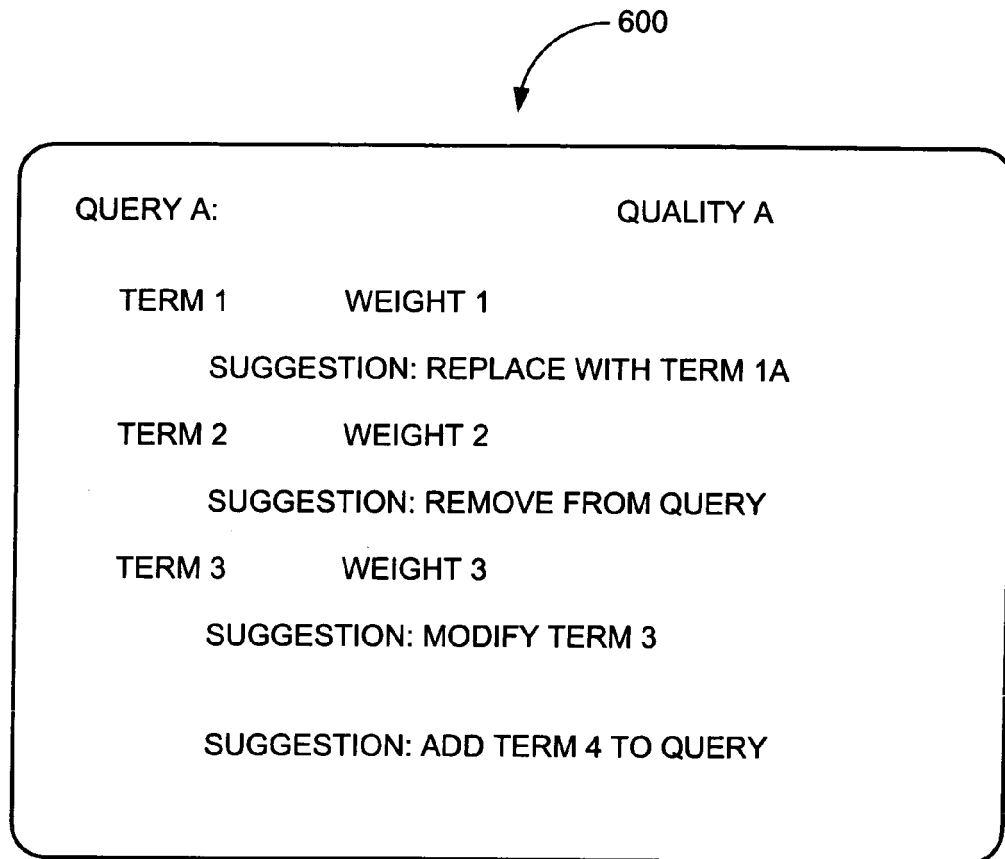 600
QUERY A: QUALITY A
TERM 1 WEIGHT 1
SUGGESTION: REPLACE WITH TERM 1A
TERM 2 WEIGHT 2
SUGGESTION: REMOVE FROM QUERY
TERM 3 WEIGHT 3
SUGGESTION: MODIFY TERM 3
SUGGESTION: ADD TERM 4 TO QUERY